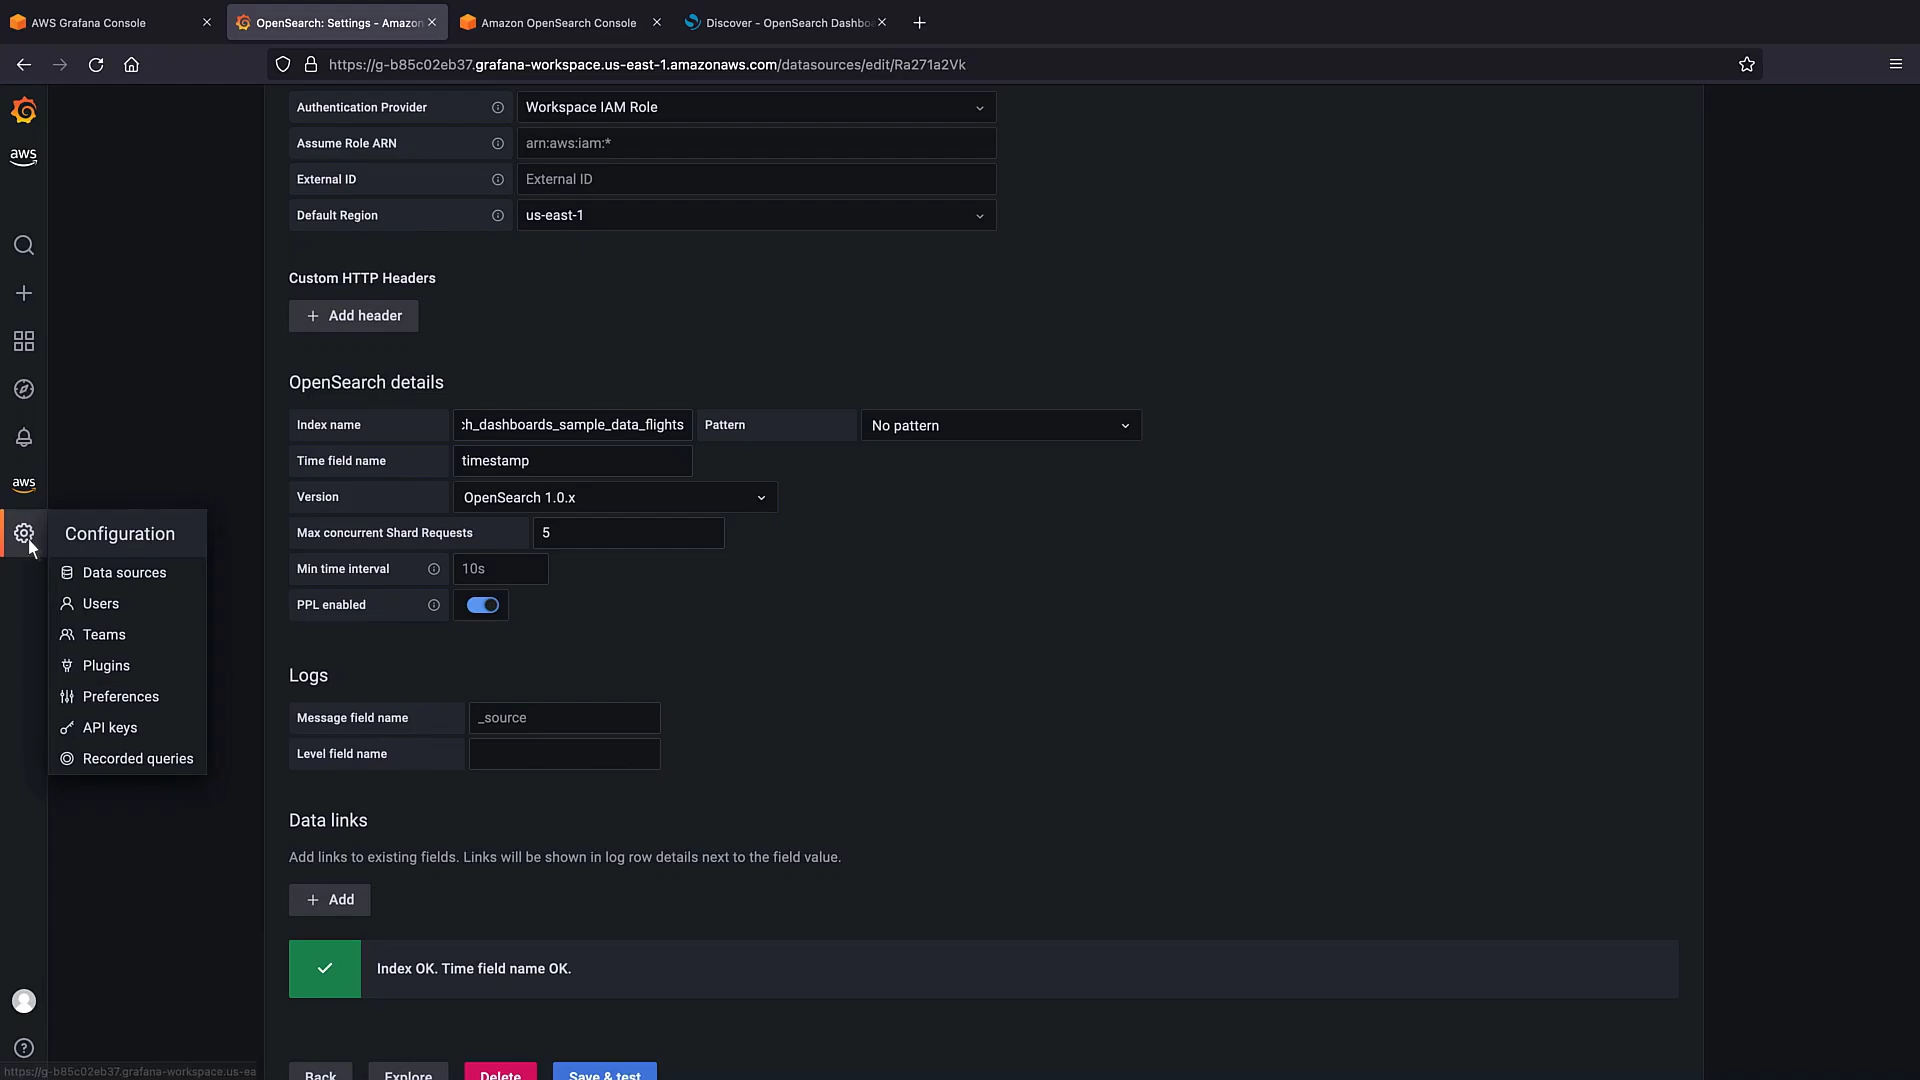 AWS Grafana Console
OpenSearch: Settings - Amazon
Amazon OpenSearch Console
Discover - OpenSearch Dashbo
https://g-b85c02eb37.grafana-workspace.us-east-1.amazonaws.com/datasources/edit/Ra271a2Vk
aws
aws
Configuration
Data sources
Users
Teams
Plugins
Preferences
API keys
Recorded queries
Authentication Provider
Workspace IAM Role
Assume Role ARN
arn:aws:iam:*
External ID
External ID
Default Region
us-east-1
Custom HTTP Headers
+ Add header
OpenSearch details
Index name
ch_dashboards_sample_data_flights
Pattern
No pattern
Time field name
timestamp
Version
OpenSearch 1.0.x
Max concurrent Shard Requests
5
Min time interval
10s
PPL enabled
Logs
Message field name
_source
Level field name
Data links
Add links to existing fields. Links will be shown in log row details next to the field value.
+ Add
Index OK. Time field name OK.
Back
Explore
Delete
Save & test
https://g-b85c02eb37.grafana-workspace.us-ea